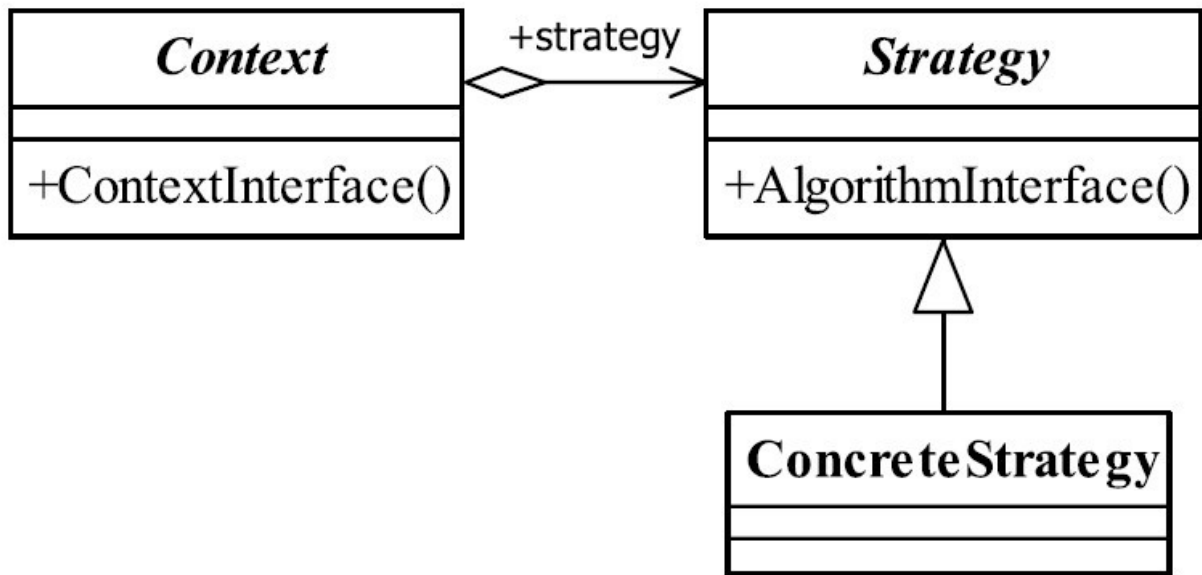 Context
+strategy
Strategy
+ContextInterface()
+AlgorithmInterface()
ConcreteStrategy